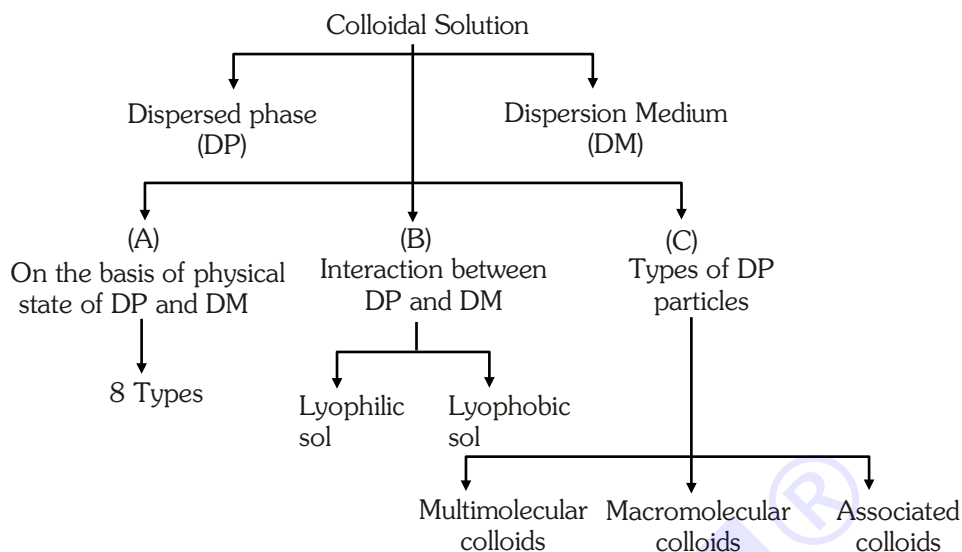 Colloidal Solution
Dispersed phase
(DP)
Dispersion Medium
(DM)
(A)
On the basis of physical
state of DP and DM
8 Types
(B)
Interaction between
DP and DM
Lyophilic
sol
Lyophobic
sol
(C)
Types of DP
particles
Multimolecular
colloids
Macromolecular
colloids
Associated
colloids
®